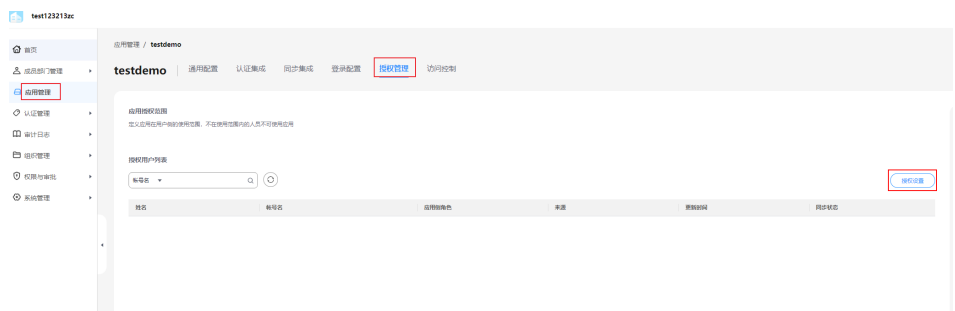 test123213zc
首页
成员部门管理
应用管理
认证管理
审计日志
组织管理
权限与审批
系统管理
应用管理 / testdemo
testdemo 通用配置 认证集成 同步集成 登录配置 授权管理 访问控制
应用授权范围
定义应用在用户侧的使用范围，不在使用范围内的人员不可使用应用
授权用户列表
帐号名
授权设置
姓名 帐号名 应用侧角色 来源 更新时间 同步状态